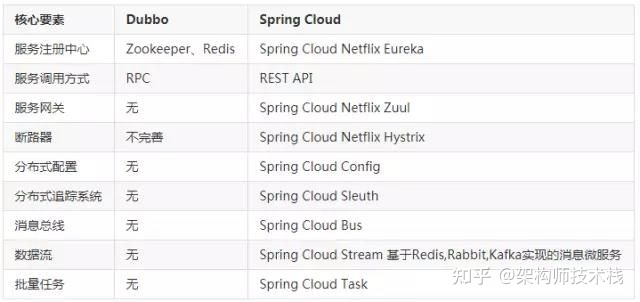 核心要素 Dubbo Spring Cloud
服务注册中心 Zookeeper、Redis Spring Cloud Netflix Eureka
服务调用方式 RPC REST API
服务网关 无 Spring Cloud Netflix Zuul
断路器 不完善 Spring Cloud Netflix Hystrix
分布式配置 无 Spring Cloud Config
分布式追踪系统 无 Spring Cloud Sleuth
消息总线 无 Spring Cloud Bus
数据流 无 Spring Cloud Stream 基于Redis,Rabbit,Kafka实现的消息微服务
批量任务 无 Spring Cloud Task
知乎 @架构师技术栈